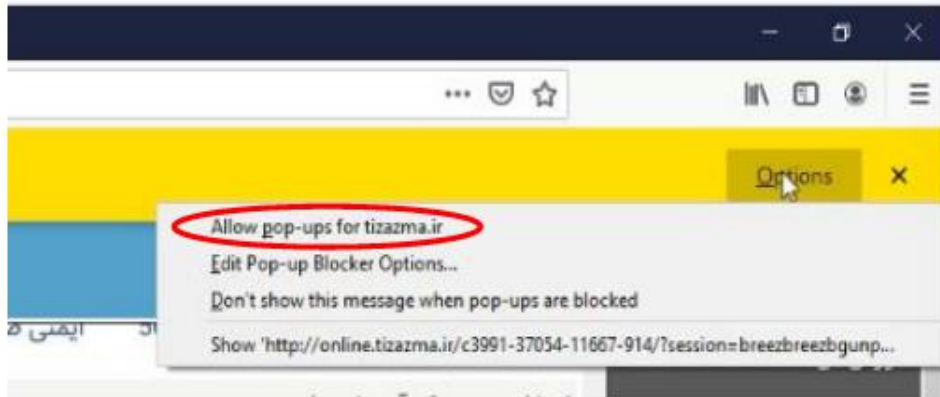 Options
Allow pop-ups for tizazma.ir
Edit Pop-up Blocker Options...
Don't show this message when pop-ups are blocked
ایمنی
Show 'http://online.tizazma.ir/c3991-37054-11667-914/?session=breezbreezbgunp...